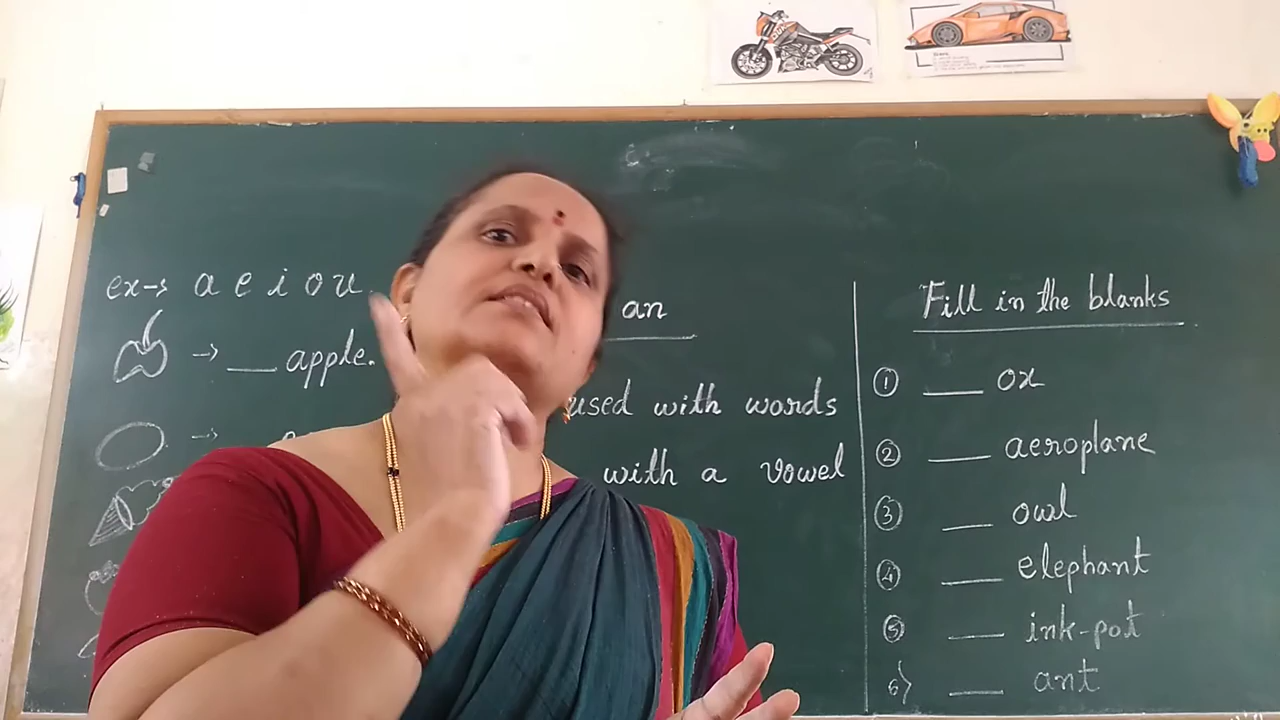 ex→ a e i o u.
→ ___ apple.
→
an
used with words
with a vowel
Fill in the blanks
① ___ ox
② ___ aeroplane
③ ___ owl
④ ___ elephant
⑤ ___ ink-pot
6) ___ ant